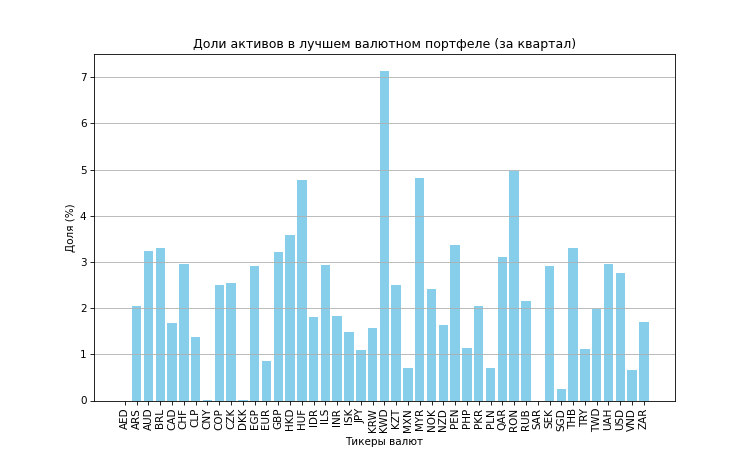 Доли активов в лучшем валютном портфеле (за квартал)
Доля (%)
7
6
5
4
3
2
1
0
AED ARS AUD BRL CAD CHF CLP CNY COP CZK DKK EGP EUR GBP HKD HUF IDR ILS INR ISK JPY KRW KWD KZT MXN MYR NOK NZD PEN PHP PKR PLN QAR RON RUB SAR SEK SGD THB TRY TWD UAH USD VND ZAR
Тикеры валют